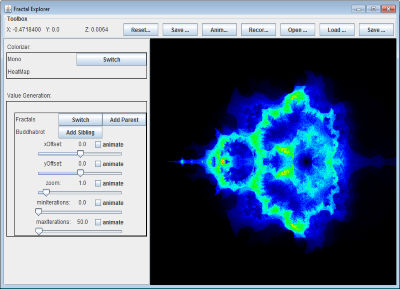 Fractal Explorer
Toolbox
X: -0.4718400 Y: 0.0 Z: 0.0064 Reset... Save ... Anim... Recor... Open ... Load ... Save ...
Colorizer:
Mono Switch
HeatMap
Value Generation:
Fractals Switch Add Parent
Buddhabrot Add Sibling
xOffset: 0.0 animate
yOffset: 0.0 animate
zoom: 1.0 animate
minIterations: 0.0 animate
maxIterations: 50.0 animate